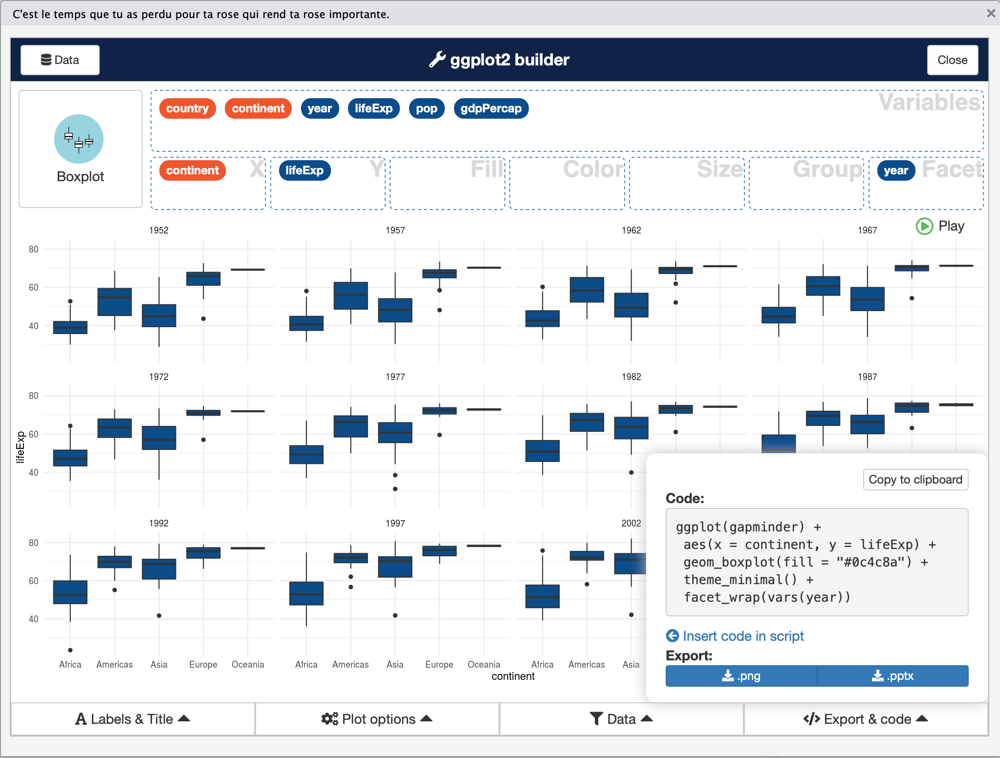 C'est le temps que tu as perdu pour ta rose qui rend ta rose importante.
Data
ggplot2 builder
Close
Boxplot
country continent year lifeExp pop gdpPercap
Variables
continent X
lifeExp Y
Fill
Color
Size
Group
year Facet
Play
1952 1957 1962 1967
80
60
40
1972 1977 1982 1987
80
60
40
lifeExp
1992 1997 2002
80
60
40
Africa Americas Asia Europe Oceania Africa Americas Asia Europe Oceania Africa Americas Asia
continent
Copy to clipboard
Code:
ggplot(gapminder) +
aes(x = continent, y = lifeExp) +
geom_boxplot(fill = "#0c4c8a") +
theme_minimal() +
facet_wrap(vars(year))
Insert code in script
Export:
.png .pptx
Labels & Title
Plot options
Data
Export & code